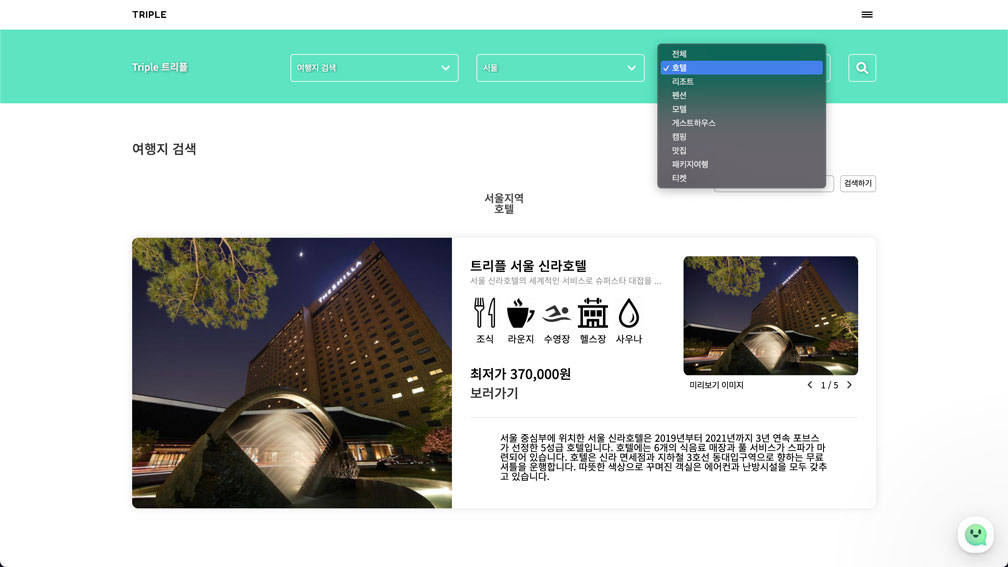 TRIPLE
Triple 트리플
여행지 검색
서울
전체
✓ 호텔
리조트
펜션
모텔
게스트하우스
캠핑
맛집
패키지여행
티켓
여행지 검색
검색하기
서울지역
호텔
THE SHILLA
트리플 서울 신라호텔
서울 신라호텔의 세계적인 서비스로 슈퍼스타 대접을 ...
조식 라운지 수영장 헬스장 사우나
최저가 370,000원
보러가기
미리보기 이미지
1 / 5
서울 중심부에 위치한 서울 신라호텔은 2019년부터 2021년까지 3년 연속 포브스
가 선정한 5성급 호텔입니다. 호텔에는 6개의 식음료 매장과 풀 서비스가 스파가 마
련되어 있습니다. 호텔은 신라 면세점과 지하철 3호선 동대입구역으로 향하는 무료
셔틀을 운행합니다. 따뜻한 색상으로 꾸며진 객실은 에어컨과 난방시설을 모두 갖추
고 있습니다.